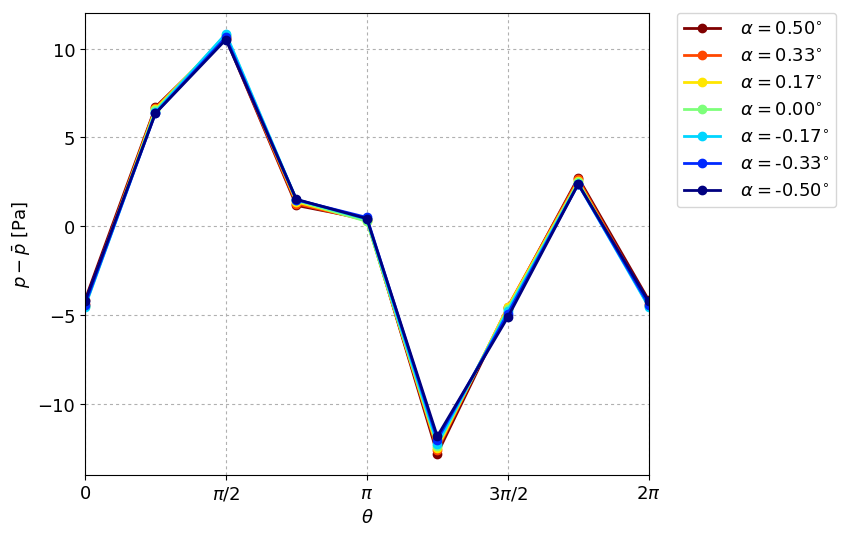 10
5
0
−5
−10
p − p̄ [Pa]
0
π/2
π
3π/2
2π
θ
α = 0.50°
α = 0.33°
α = 0.17°
α = 0.00°
α = -0.17°
α = -0.33°
α = -0.50°